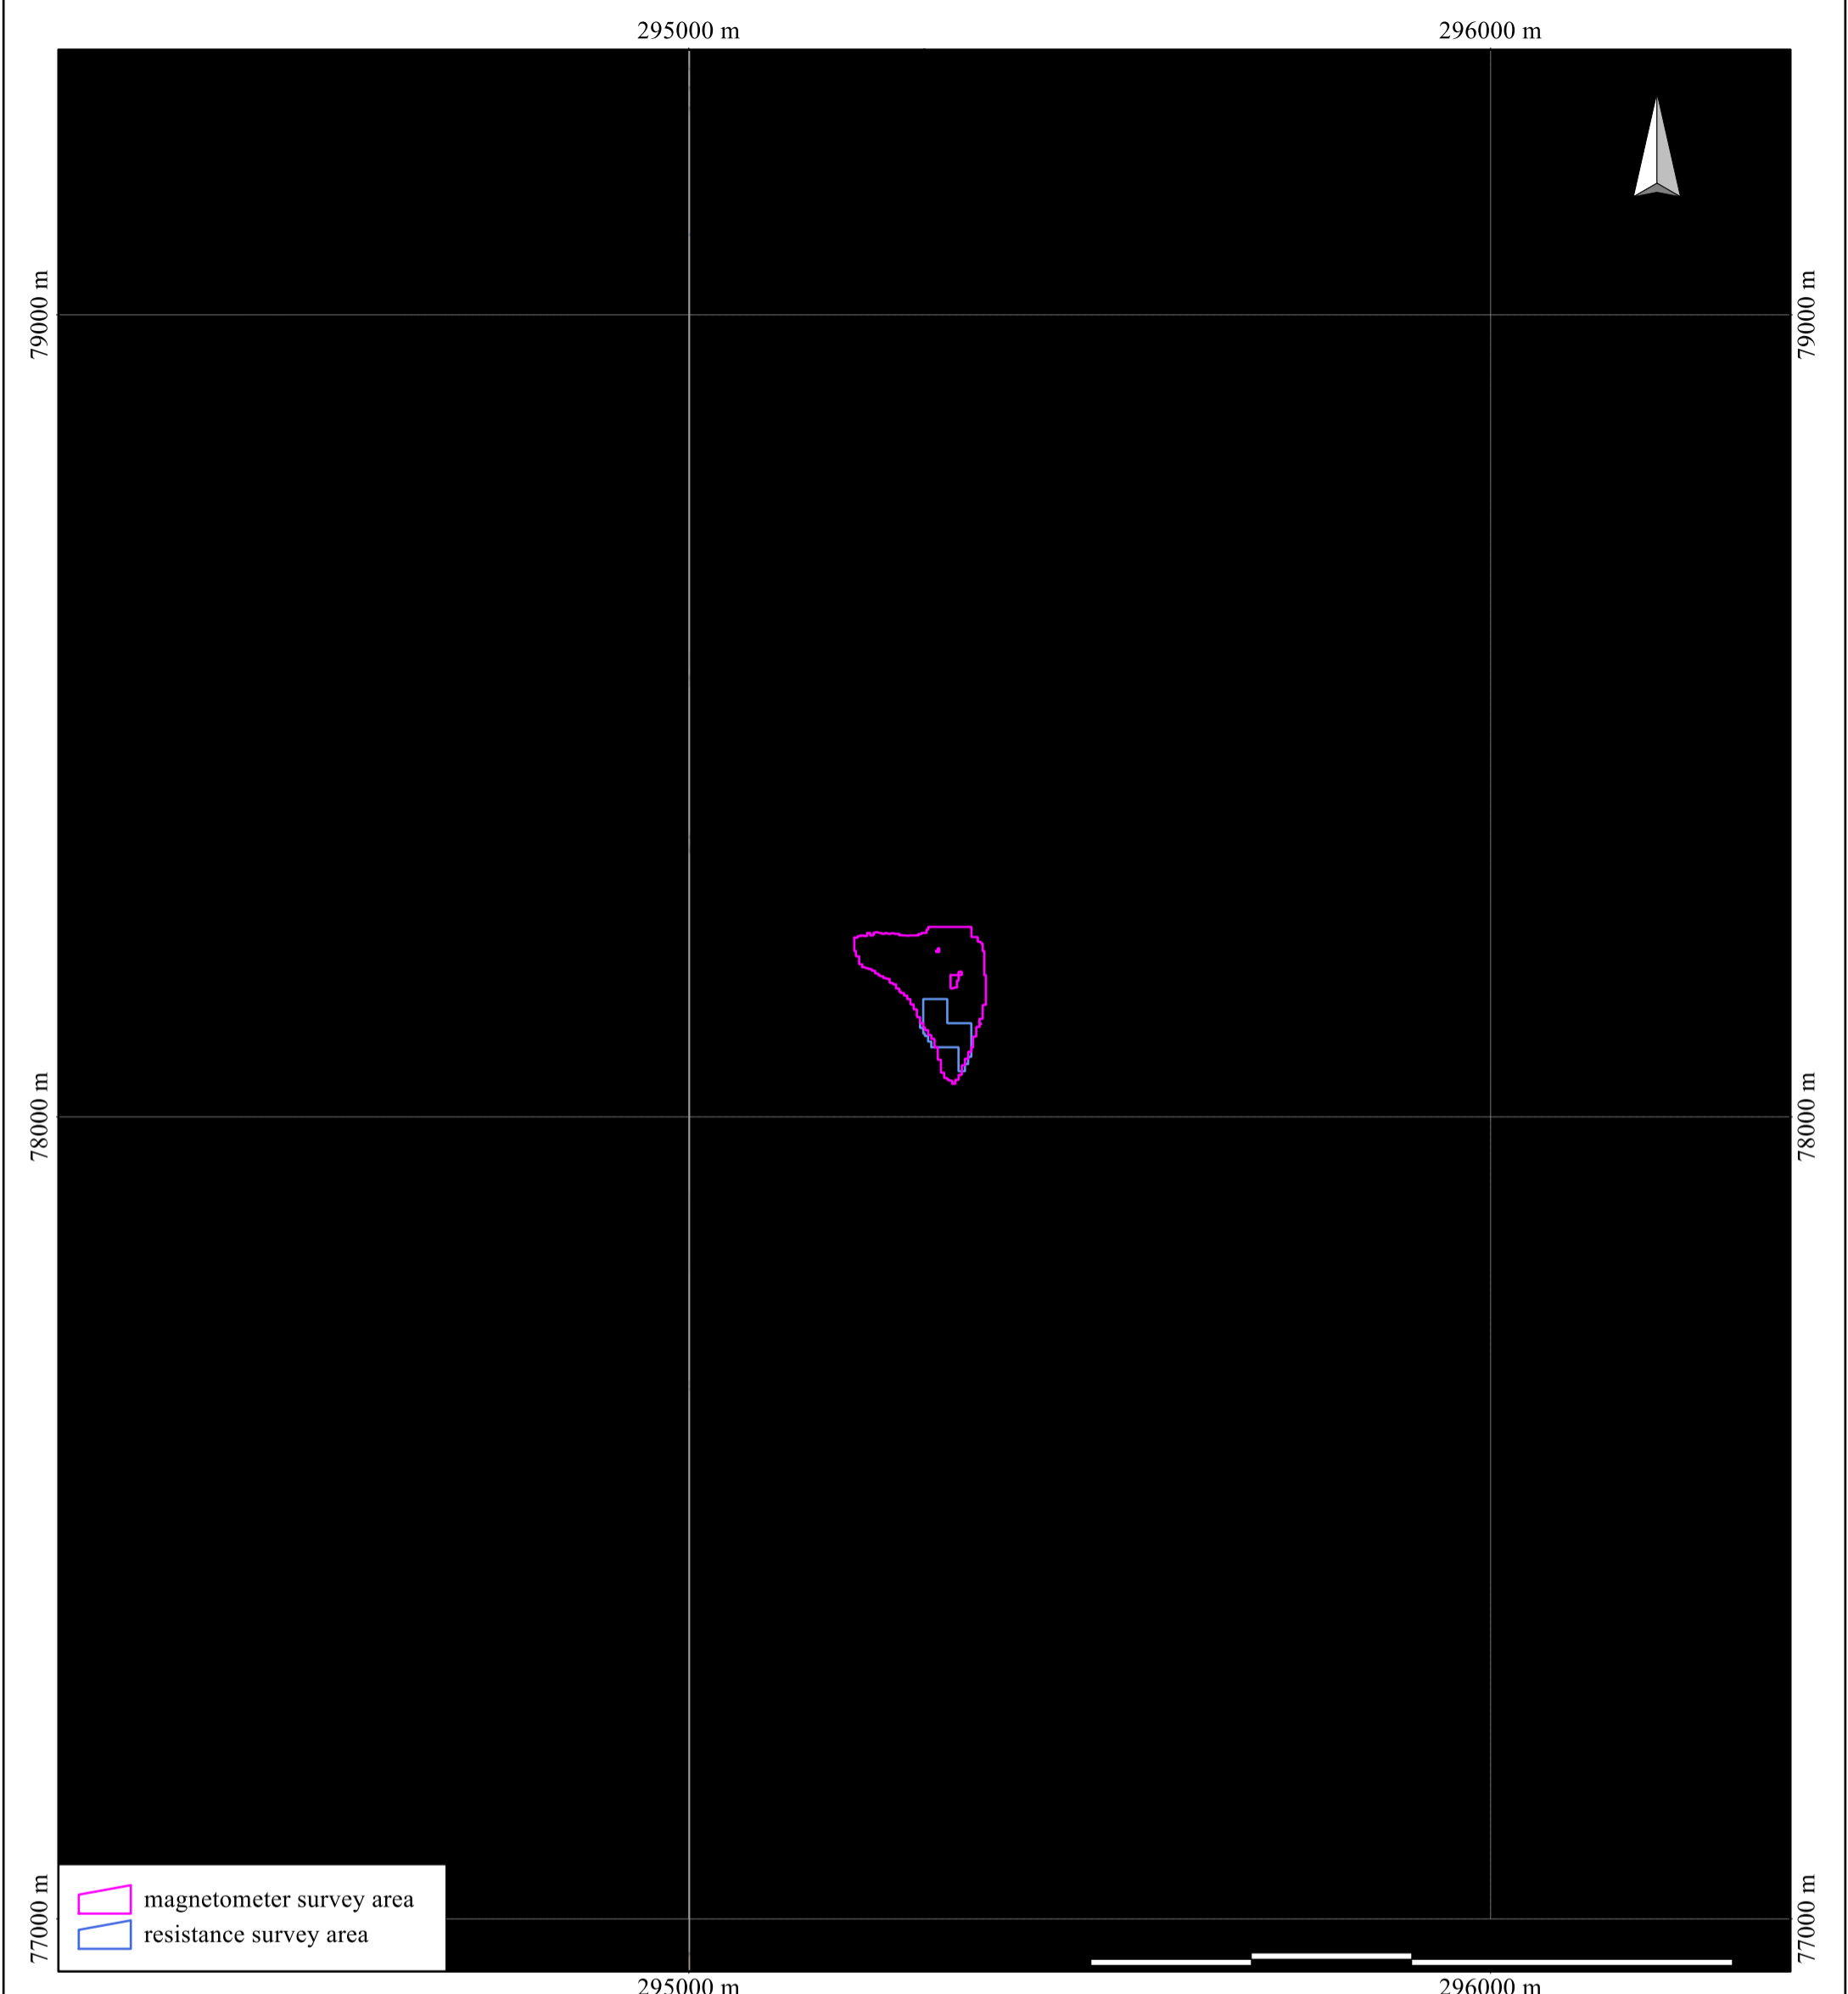 295000 m 296000 m
79000 m 79000 m
78000 m 78000 m
77000 m 77000 m
magnetometer survey area
resistance survey area
295000 m 296000 m